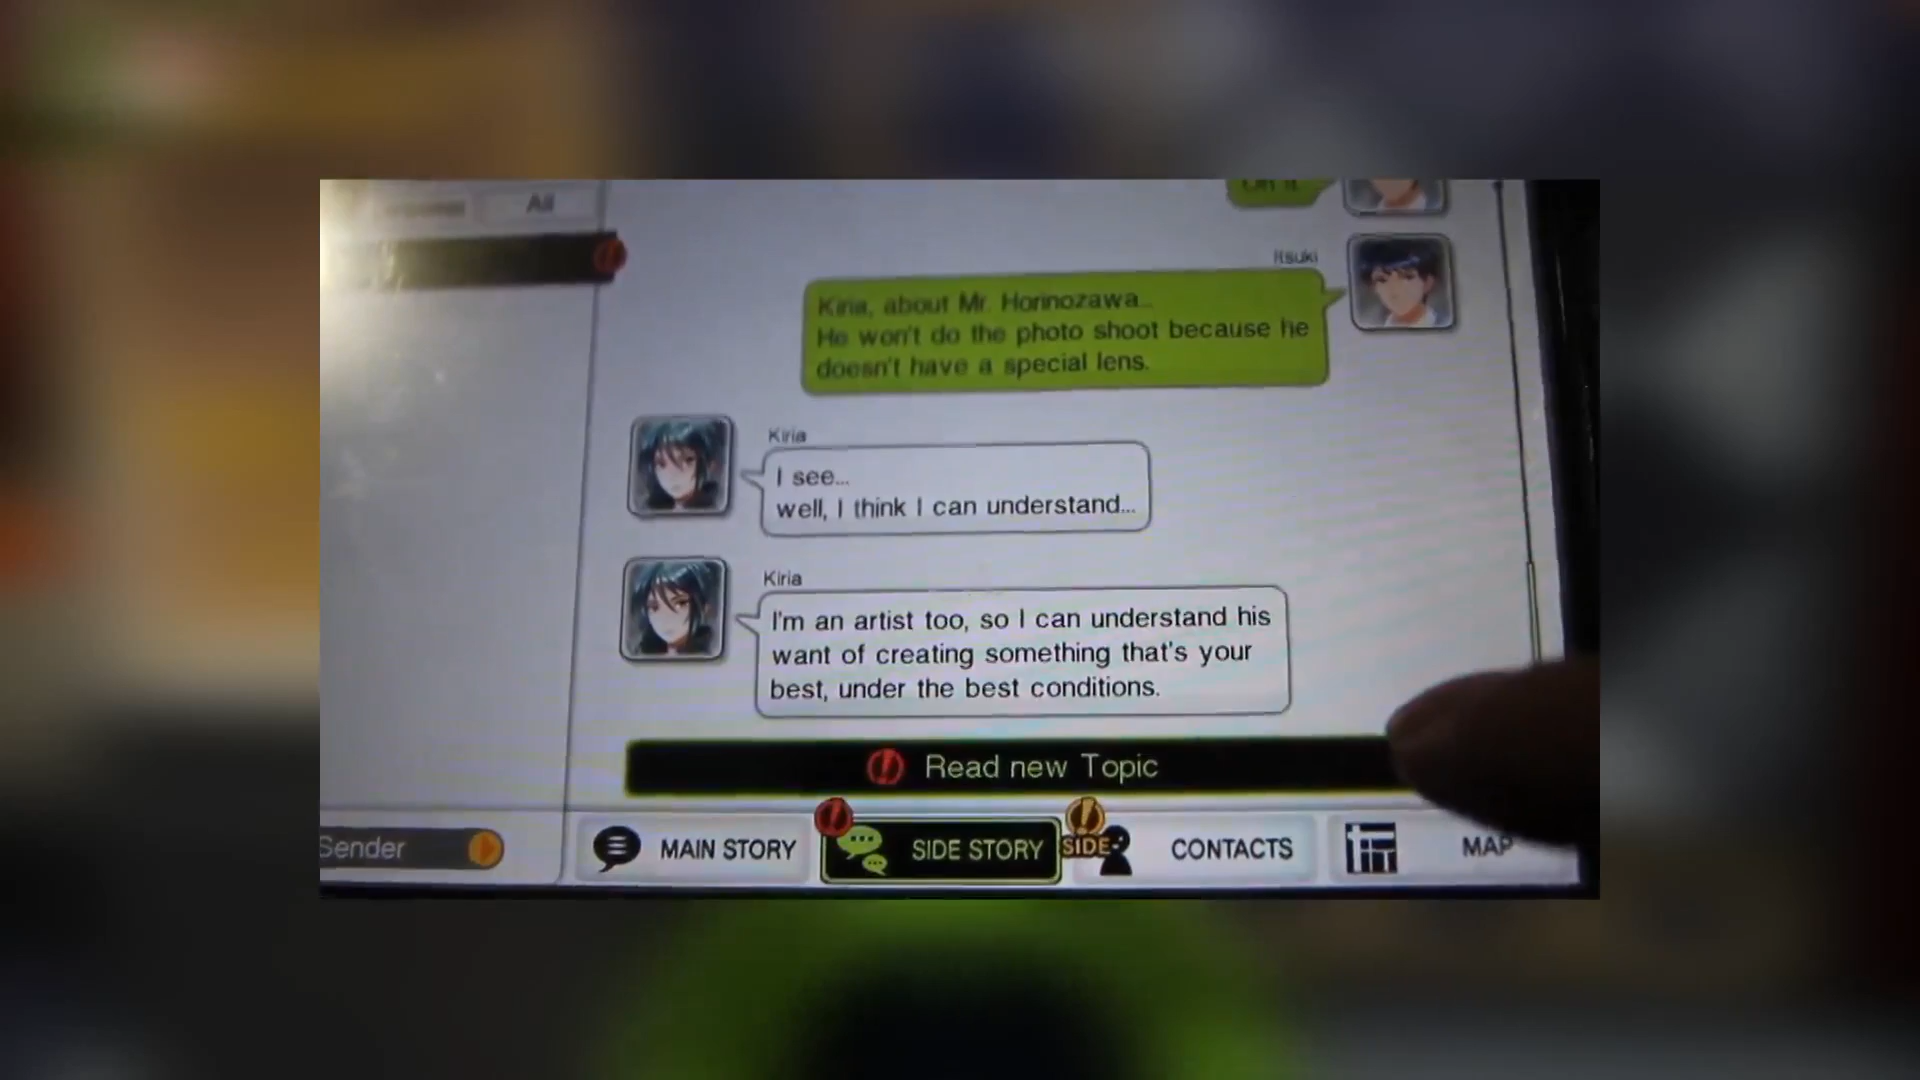 All
Itsuki
Kiria, about Mr. Horinozawa...
He won't do the photo shoot because he
doesn't have a special lens.
Kiria
I see...
well, I think I can understand...
Kiria
I'm an artist too, so I can understand his
want of creating something that's your
best, under the best conditions.
Read new Topic
Sender
MAIN STORY
SIDE STORY
SIDE
CONTACTS
MAP